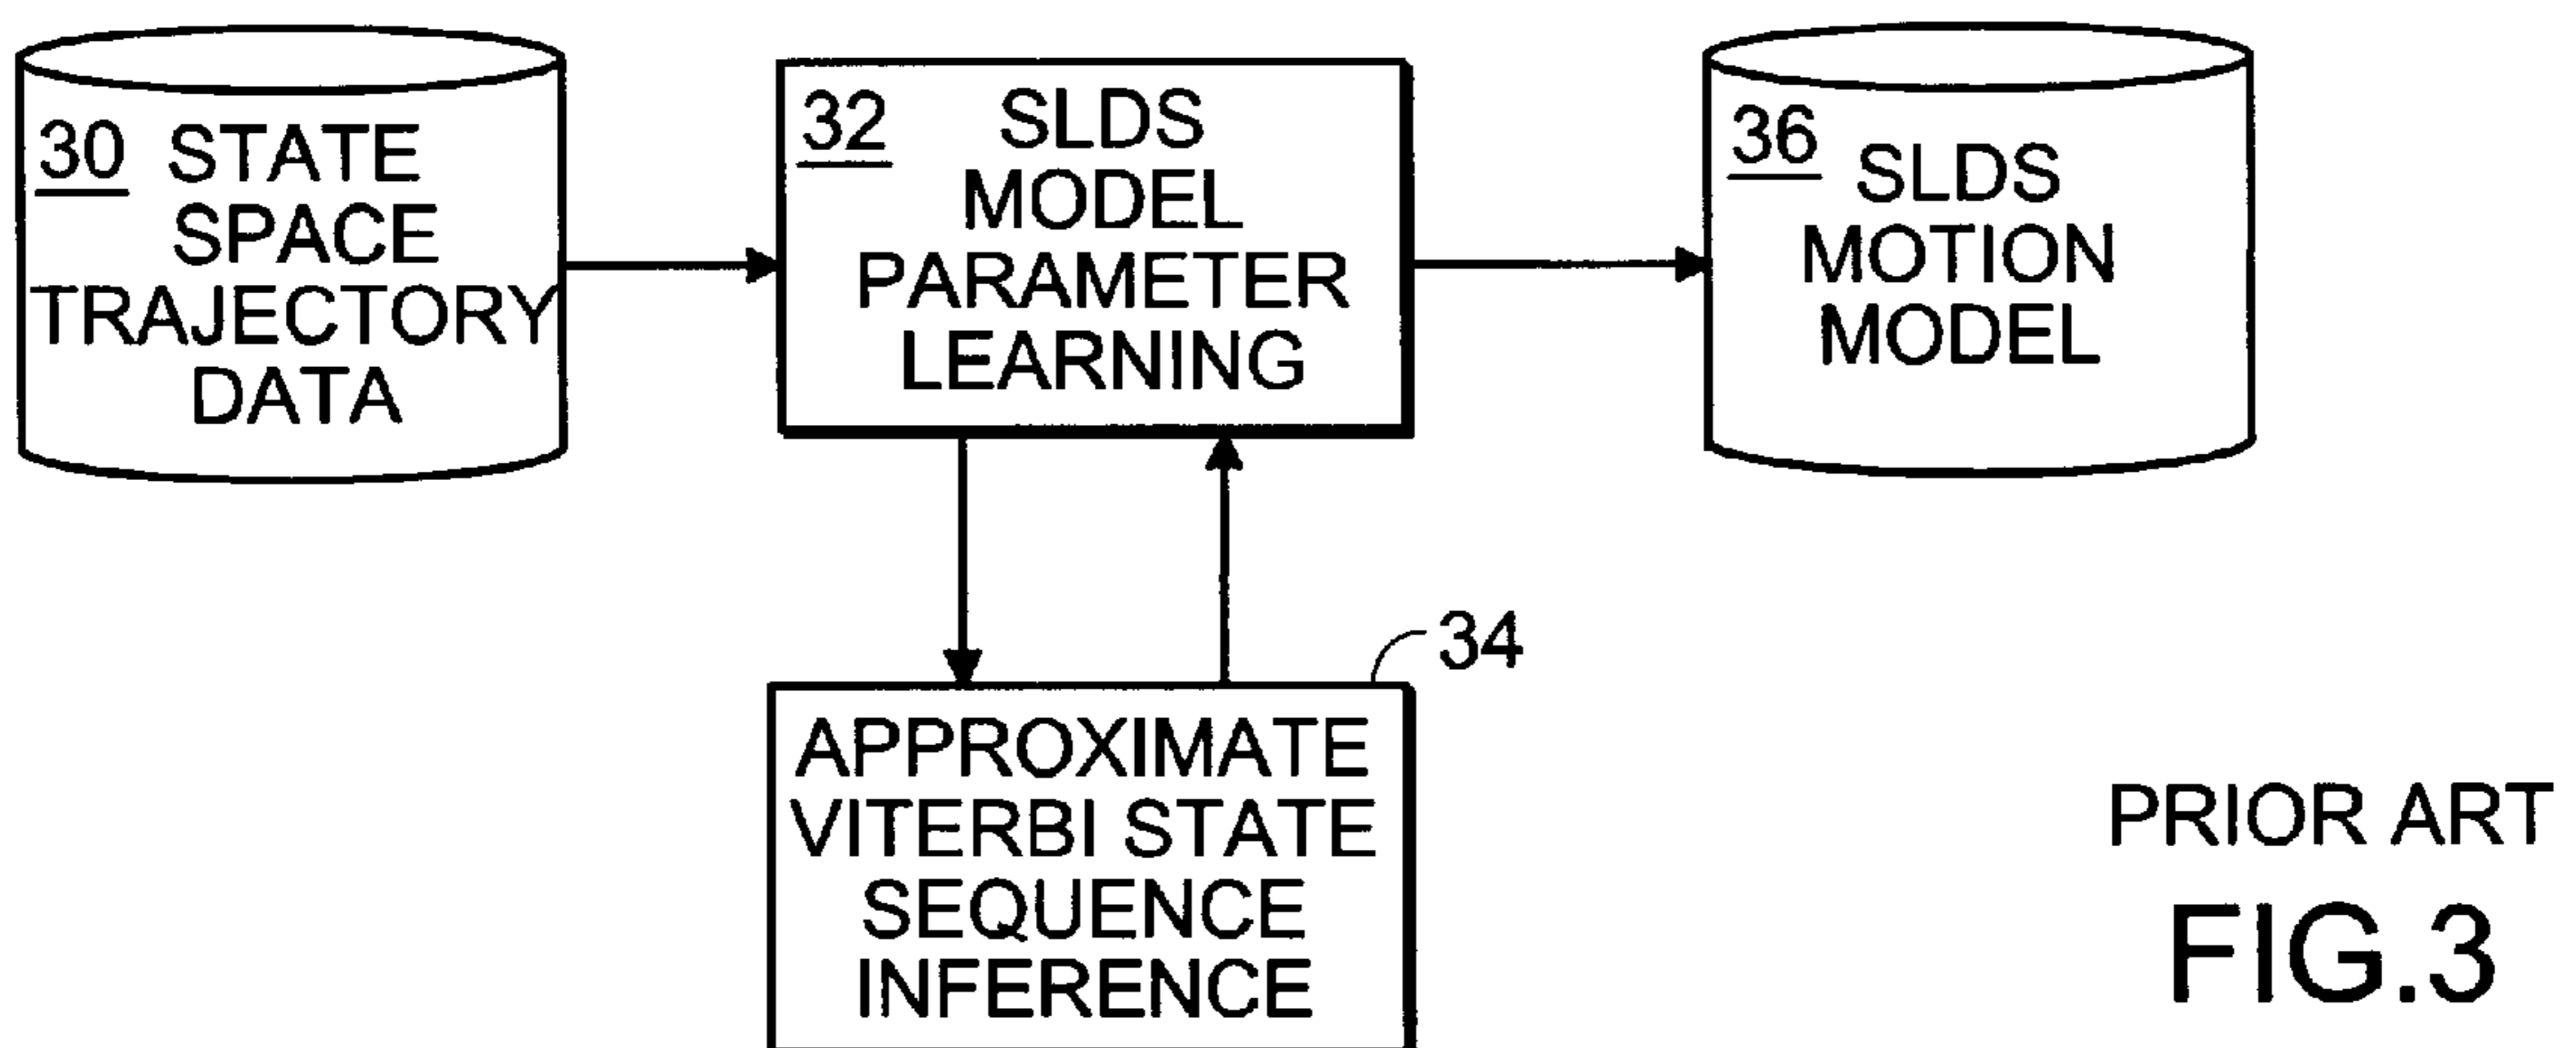 30 STATE
SPACE
TRAJECTORY
DATA
32 SLDS
MODEL
PARAMETER
LEARNING
36 SLDS
MOTION
MODEL
34
APPROXIMATE
VITERBI STATE
SEQUENCE
INFERENCE
PRIOR ART
FIG.3